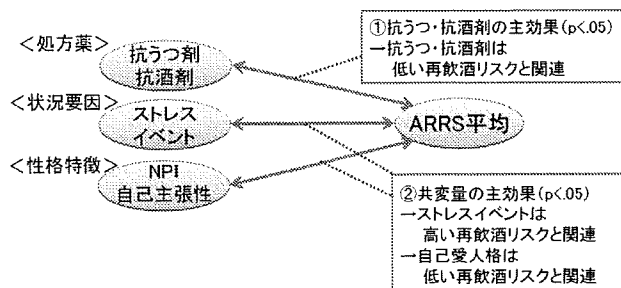 ＜処方薬＞
抗うつ剤
抗酒剤
＜状況要因＞
ストレス
イベント
＜性格特徴＞
NPI
自己主張性
ARRS平均
①抗うつ・抗酒剤の主効果(p<.05)
→抗うつ・抗酒剤は
低い再飲酒リスクと関連
②共変量の主効果(p<.05)
→ストレスイベントは
高い再飲酒リスクと関連
→自己愛人格は
低い再飲酒リスクと関連